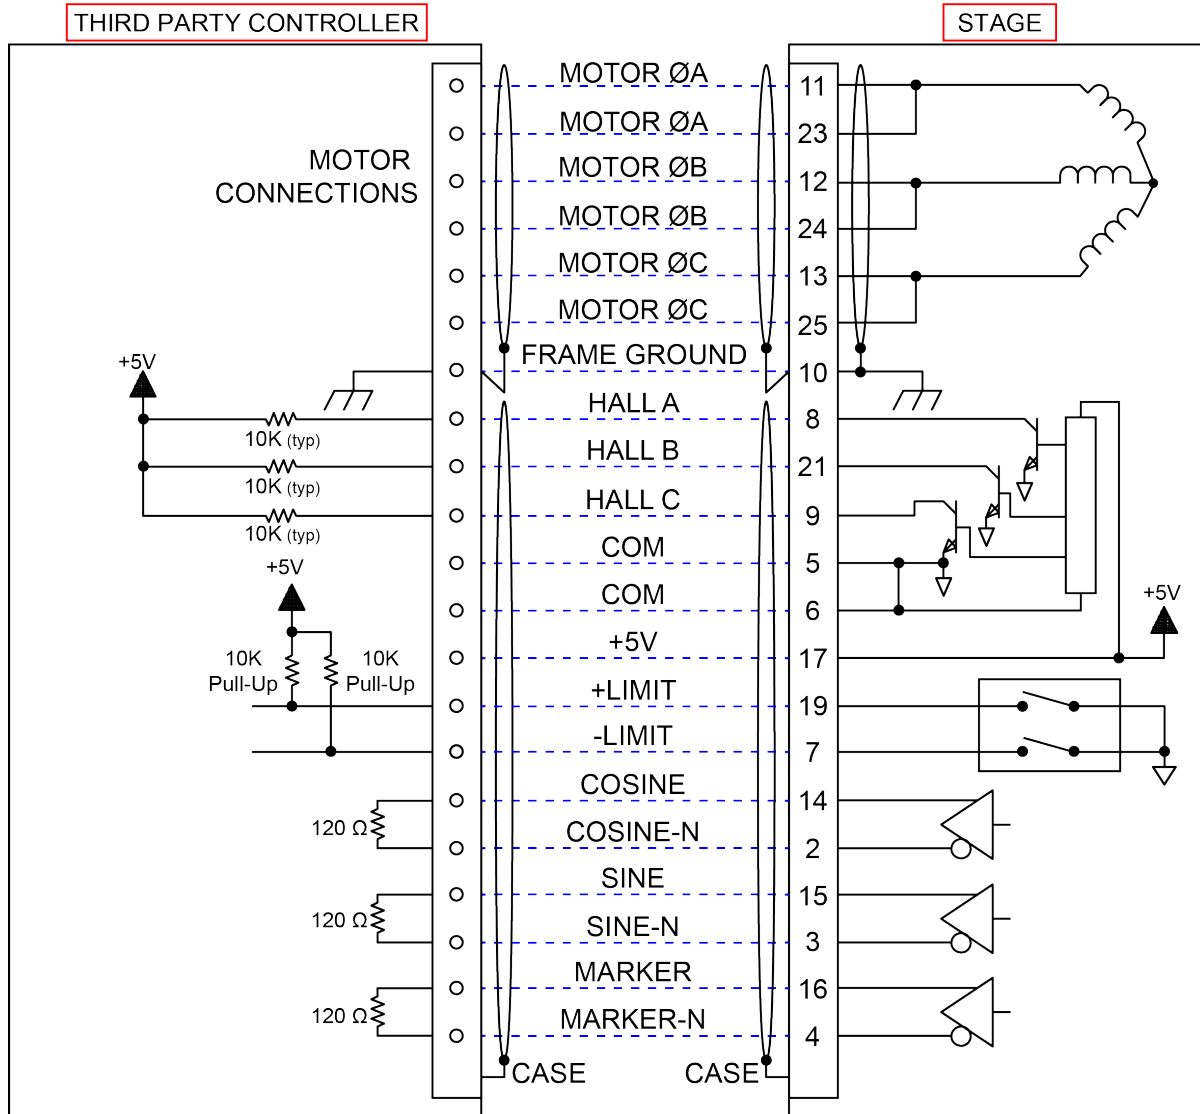 THIRD PARTY CONTROLLER
STAGE
MOTOR ØA
11
MOTOR ØA
23
MOTOR
CONNECTIONS
MOTOR ØB
12
MOTOR ØB
24
MOTOR ØC
13
MOTOR ØC
25
FRAME GROUND
10
+5V
HALL A
8
10K (typ)
HALL B
21
10K (typ)
HALL C
9
10K (typ)
COM
5
+5V
COM
6
+5V
+5V
17
10K
Pull-Up
10K
Pull-Up
+LIMIT
19
-LIMIT
7
COSINE
14
120 Ω
COSINE-N
2
SINE
15
120 Ω
SINE-N
3
MARKER
16
120 Ω
MARKER-N
4
CASE
CASE